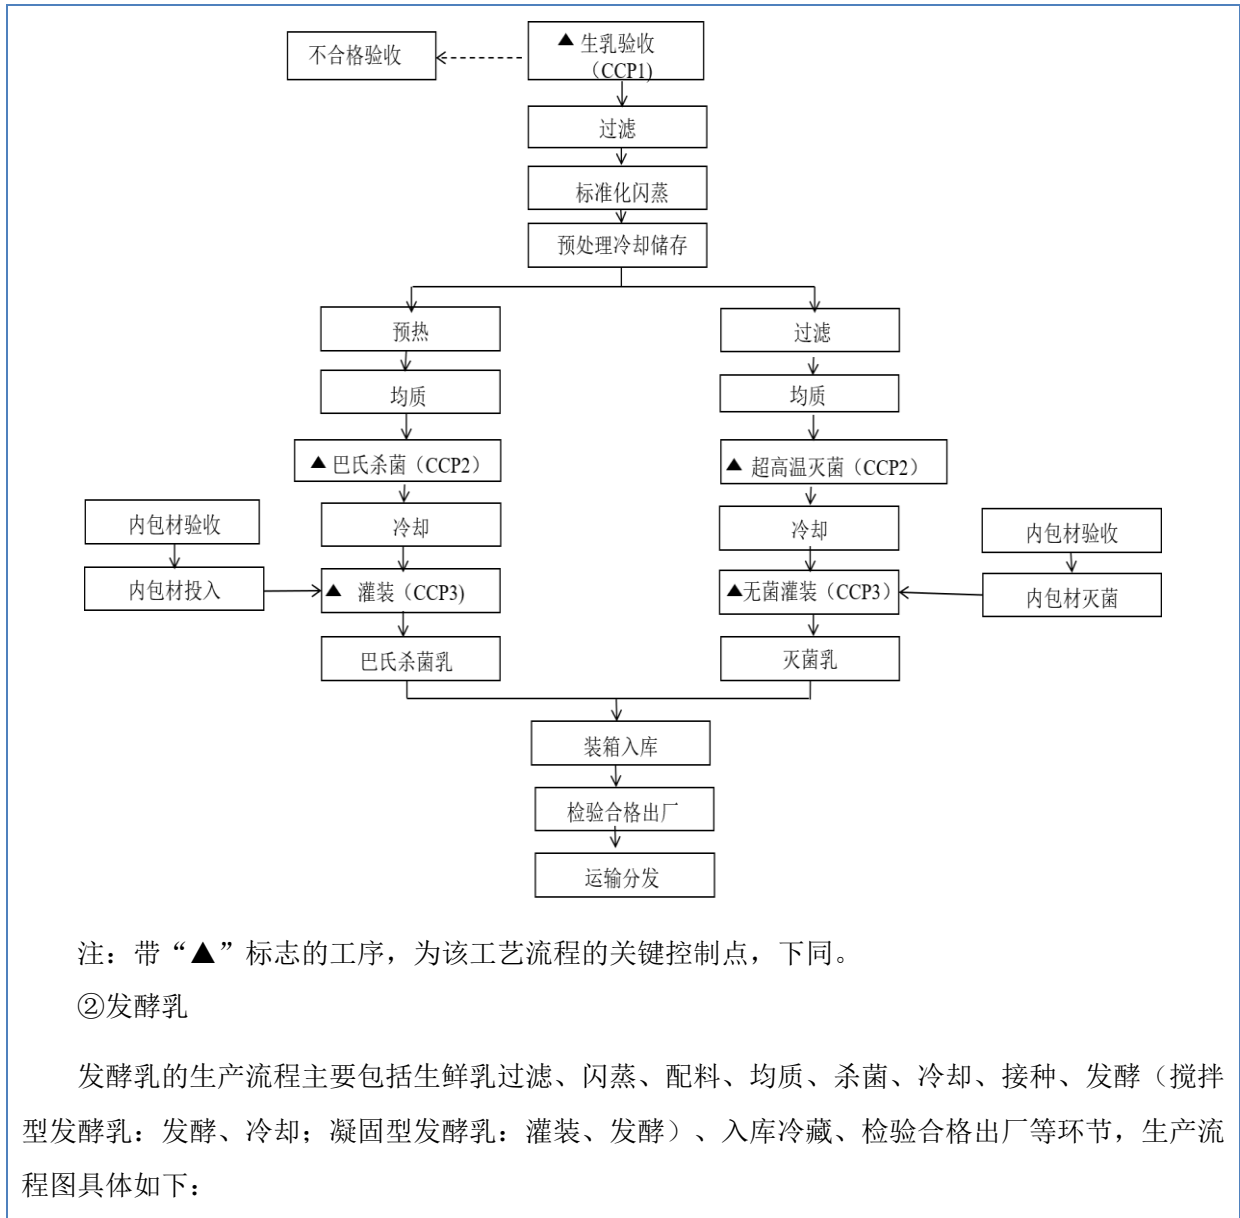 不合格验收
▲ 生乳验收
（CCP1)
过滤
标准化闪蒸
预处理冷却储存
预热
过滤
均质
均质
▲ 巴氏杀菌（CCP2）
▲ 超高温灭菌（CCP2）
内包材验收
冷却
冷却
内包材验收
内包材投入
▲ 灌装（CCP3)
▲无菌灌装（CCP3）
内包材灭菌
巴氏杀菌乳
灭菌乳
装箱入库
检验合格出厂
运输分发
注：带“▲”标志的工序，为该工艺流程的关键控制点，下同。
②发酵乳
发酵乳的生产流程主要包括生鲜乳过滤、闪蒸、配料、均质、杀菌、冷却、接种、发酵（搅拌
型发酵乳：发酵、冷却；凝固型发酵乳：灌装、发酵）、入库冷藏、检验合格出厂等环节，生产流
程图具体如下：